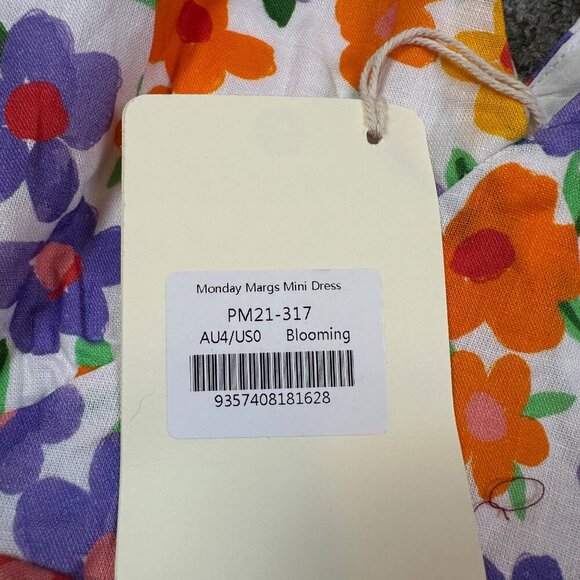 Monday Margs Mini Dress
PM21-317
AU4/US0 Blooming
9357408181628